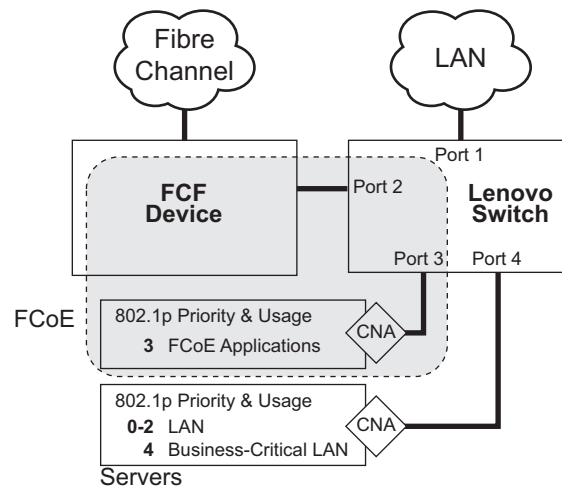 Fibre
Channel
LAN
Port 1
FCF
Device
Port 2
Lenovo
Switch
Port 3
Port 4
FCoE
802.1p Priority & Usage
3 FCoE Applications
CNA
802.1p Priority & Usage
0-2 LAN
4 Business-Critical LAN
CNA
Servers